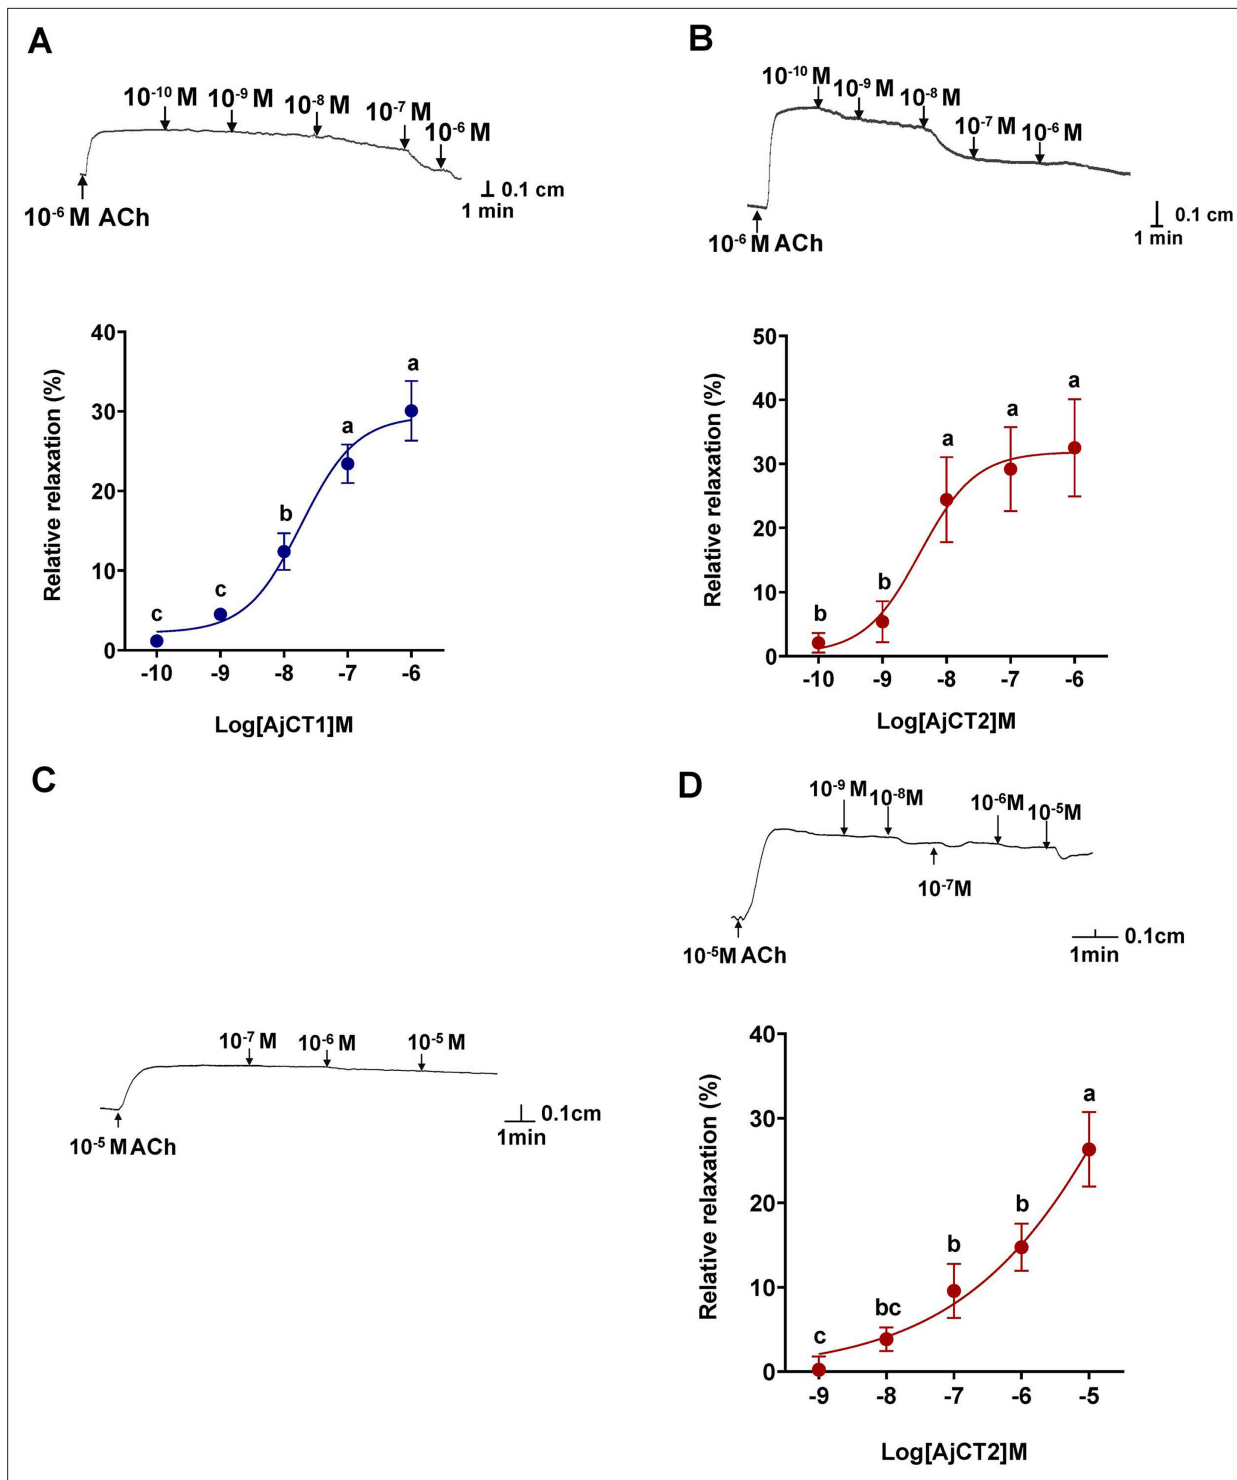 A
10⁻¹⁰ M
10⁻⁹ M
10⁻⁸ M
10⁻⁷ M
10⁻⁶ M
10⁻⁶ M ACh
0.1 cm
1 min
Relative relaxation (%)
40
30
20
10
0
c
c
b
a
a
-10
-9
-8
-7
-6
Log[AjCT1]M
B
10⁻¹⁰ M
10⁻⁹ M
10⁻⁸ M
10⁻⁷ M
10⁻⁶ M
10⁻⁶ M ACh
0.1 cm
1 min
Relative relaxation (%)
50
40
30
20
10
0
b
b
a
a
a
-10
-9
-8
-7
-6
Log[AjCT2]M
C
10⁻⁷ M
10⁻⁶ M
10⁻⁵ M
10⁻⁵ M ACh
0.1cm
1min
D
10⁻⁹ M
10⁻⁸M
10⁻⁶M
10⁻⁵M
10⁻⁷M
10⁻⁵M ACh
0.1cm
1min
Relative relaxation (%)
40
30
20
10
0
c
bc
b
b
a
-9
-8
-7
-6
-5
Log[AjCT2]M